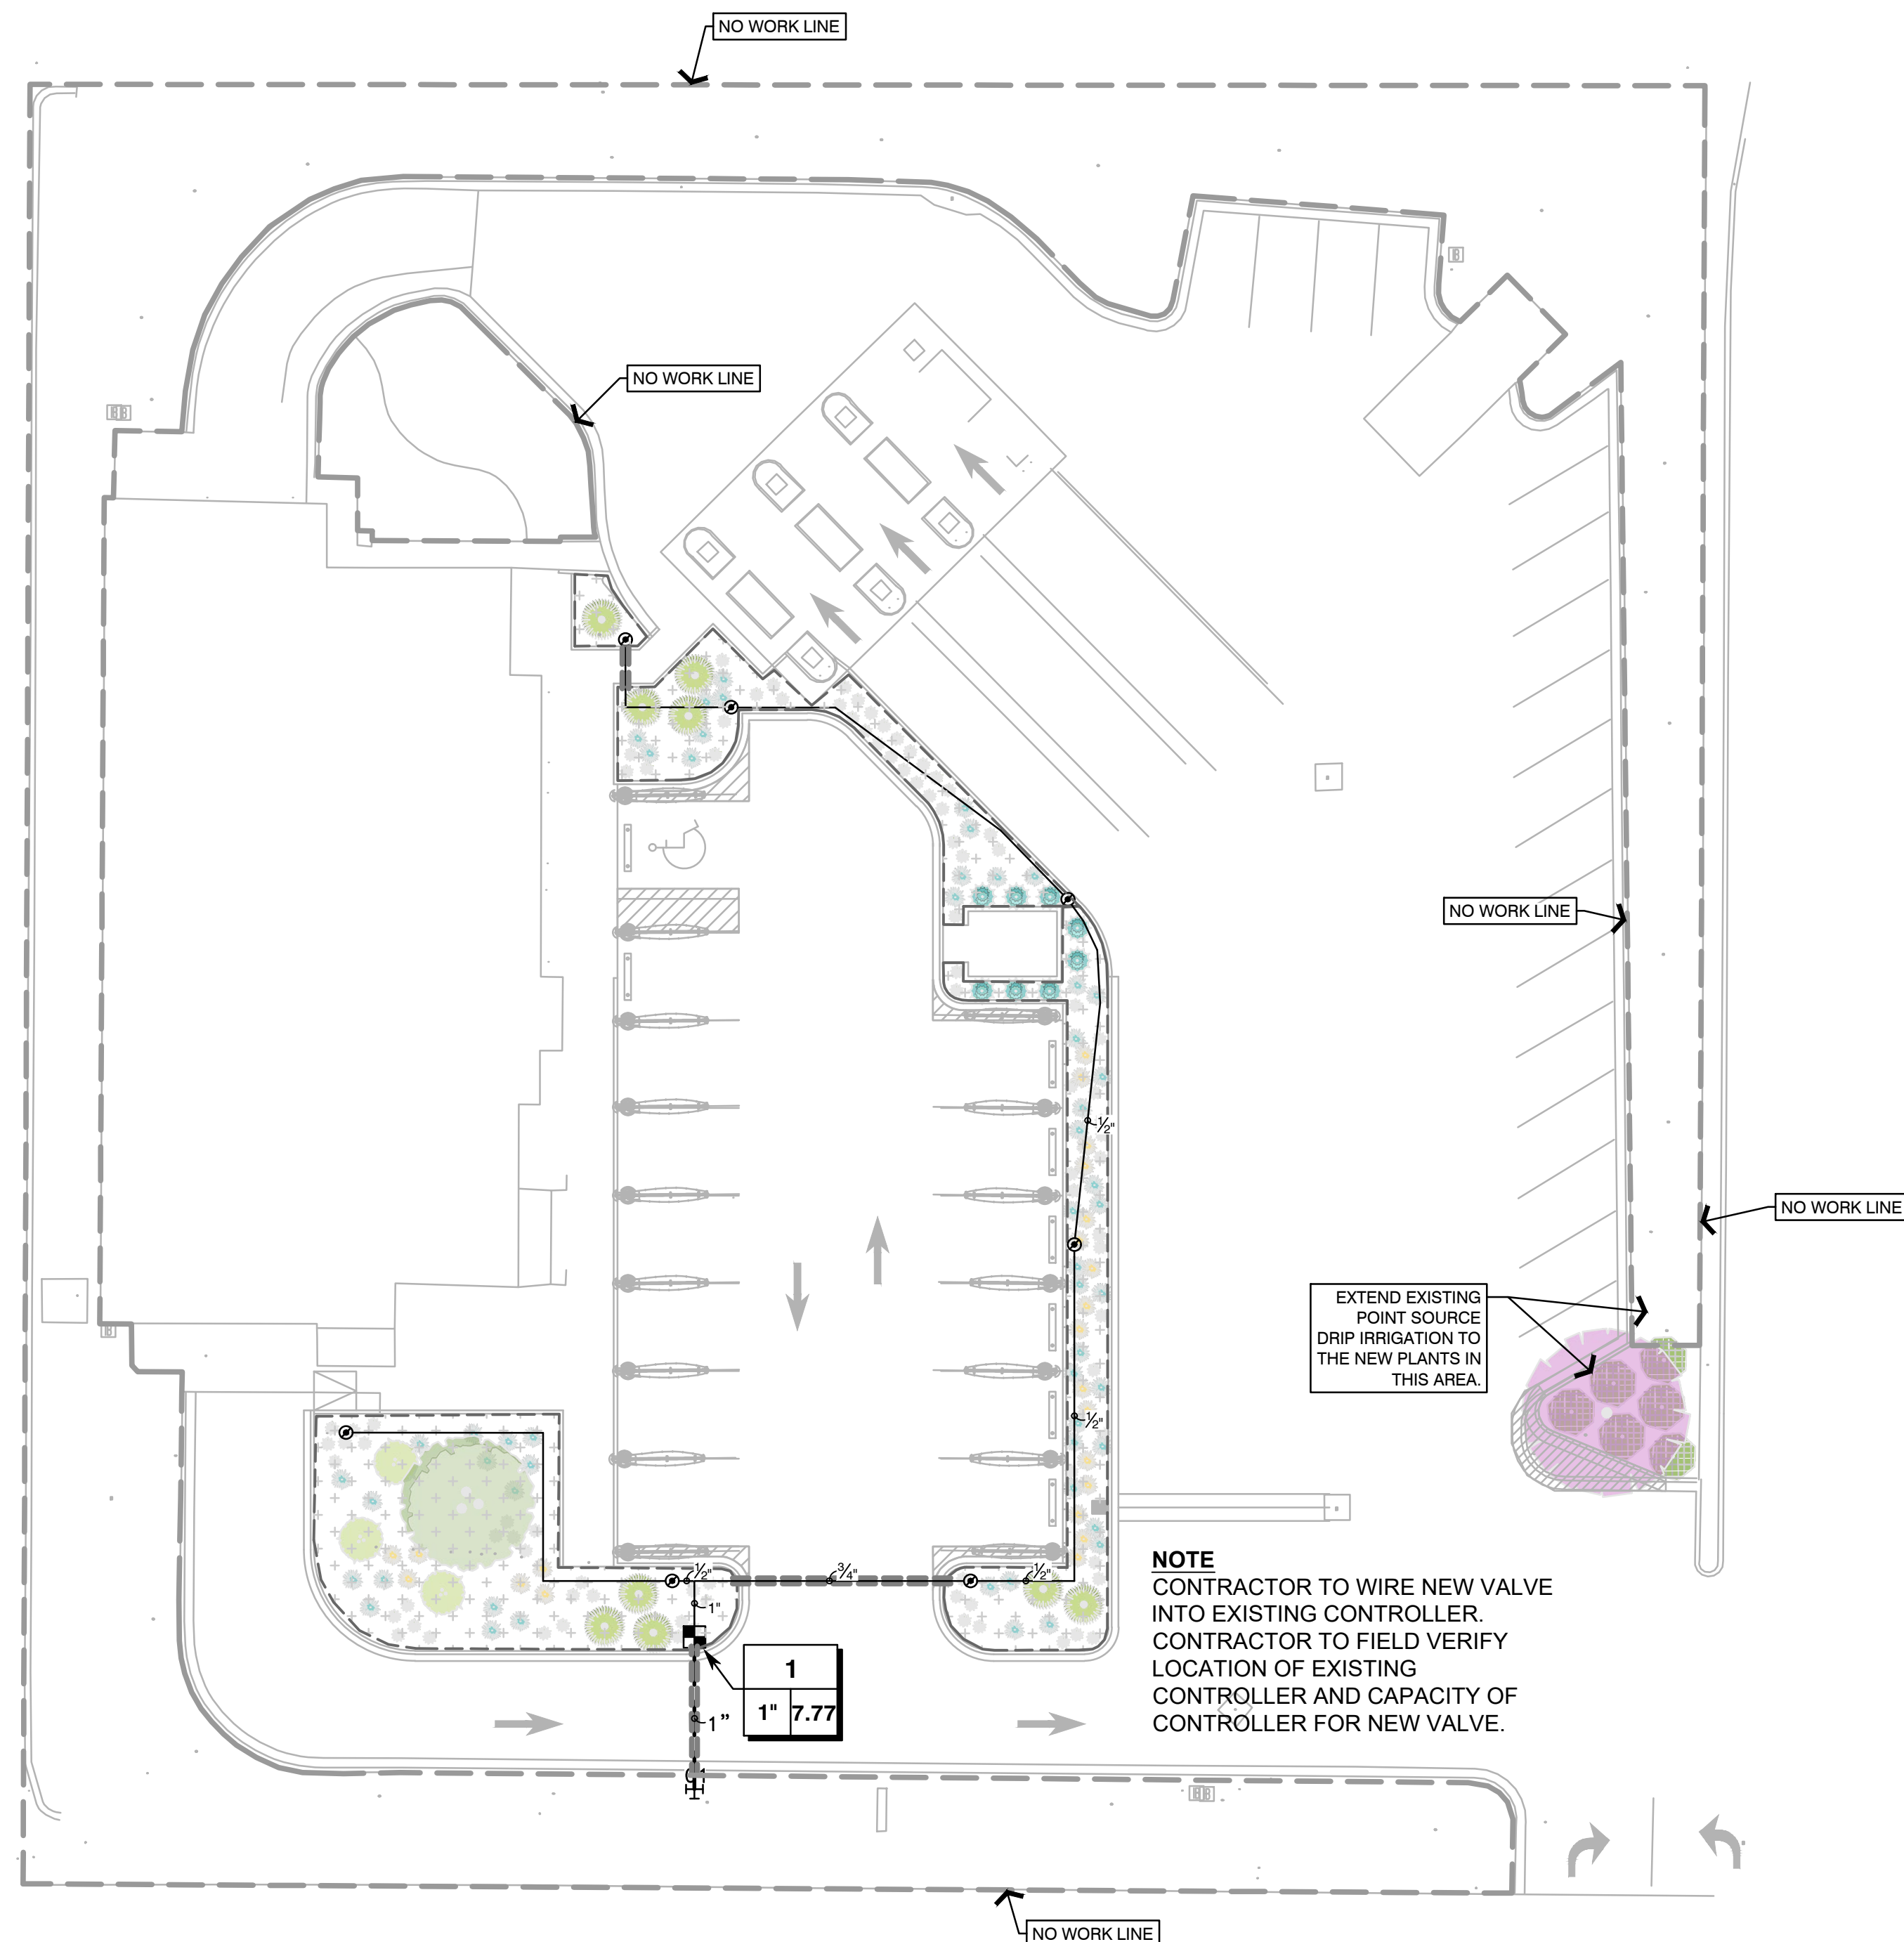 NO WORK LINE
NO WORK LINE
NO WORK LINE
½"
NO WORK LINE
EXTEND EXISTING
POINT SOURCE
DRIP IRRIGATION TO
THE NEW PLANTS IN
THIS AREA.
½"
½"
¾"
½"
1"
1
1" 7.77
1”
NOTE
CONTRACTOR TO WIRE NEW VALVE
INTO EXISTING CONTROLLER.
CONTRACTOR TO FIELD VERIFY
LOCATION OF EXISTING
CONTROLLER AND CAPACITY OF
CONTROLLER FOR NEW VALVE.
NO WORK LINE